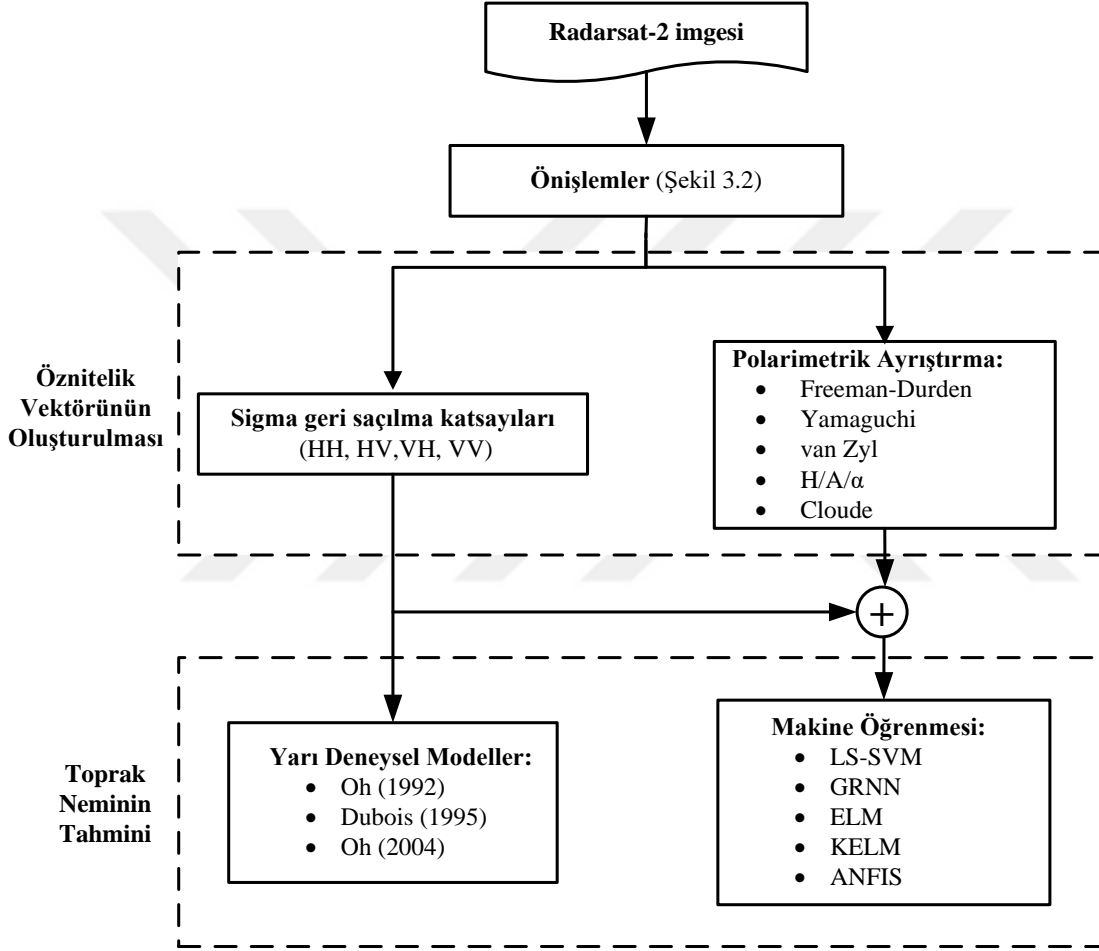 Radarsat-2 imgesi
Önişlemler (Şekil 3.2)
Öznitelik
Vektörünün
Oluşturulması
Sigma geri saçılma katsayıları
(HH, HV,VH, VV)
Polarimetrik Ayrıştırma:
• Freeman-Durden
• Yamaguchi
• van Zyl
• H/A/α
• Cloude
+
Toprak
Neminin
Tahmini
Yarı Deneysel Modeller:
• Oh (1992)
• Dubois (1995)
• Oh (2004)
Makine Öğrenmesi:
• LS-SVM
• GRNN
• ELM
• KELM
• ANFIS